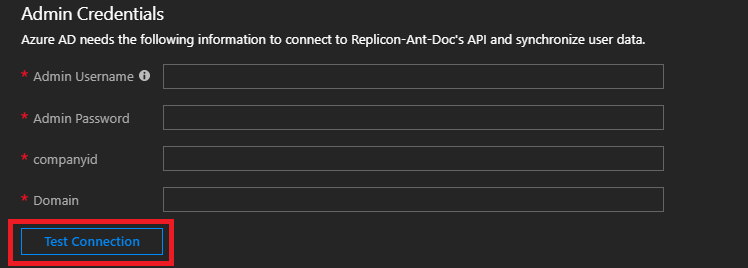 Admin Credentials
Azure AD needs the following information to connect to Replicon-Ant-Doc's API and synchronize user data.
* Admin Username
* Admin Password
* companyid
* Domain
Test Connection